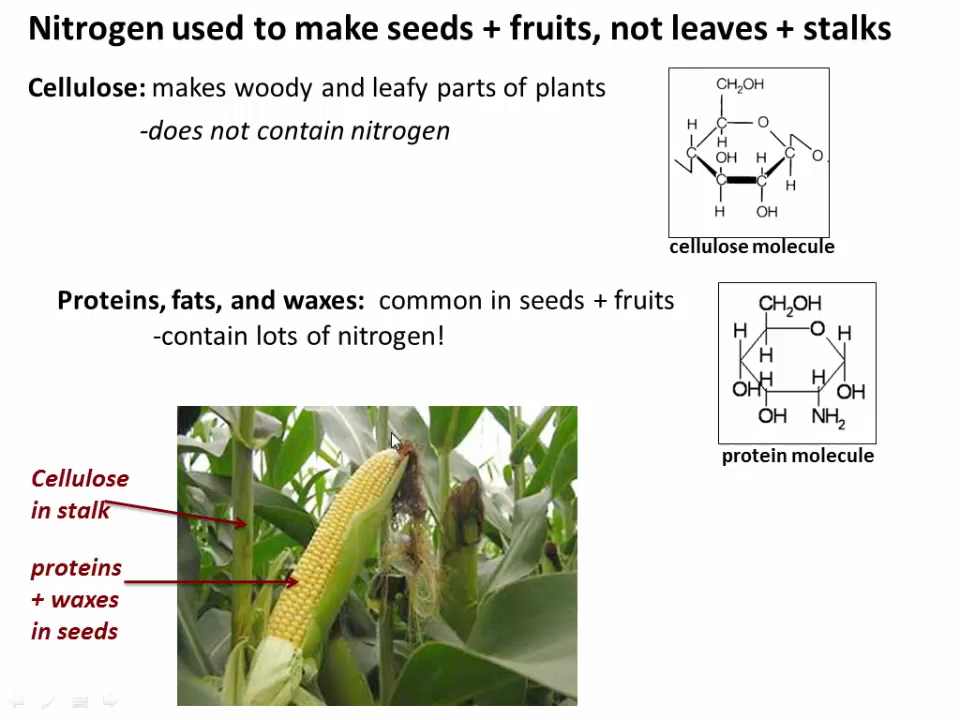 Nitrogen used to make seeds + fruits, not leaves + stalks
Cellulose: makes woody and leafy parts of plants
-does not contain nitrogen
CH₂OH
H C O
H
C OH H C O
C C H
H OH
cellulose molecule
Proteins, fats, and waxes: common in seeds + fruits
-contain lots of nitrogen!
CH₂OH
H O H
H
H H
OH OH
OH NH₂
protein molecule
Cellulose
in stalk
proteins
+ waxes
in seeds